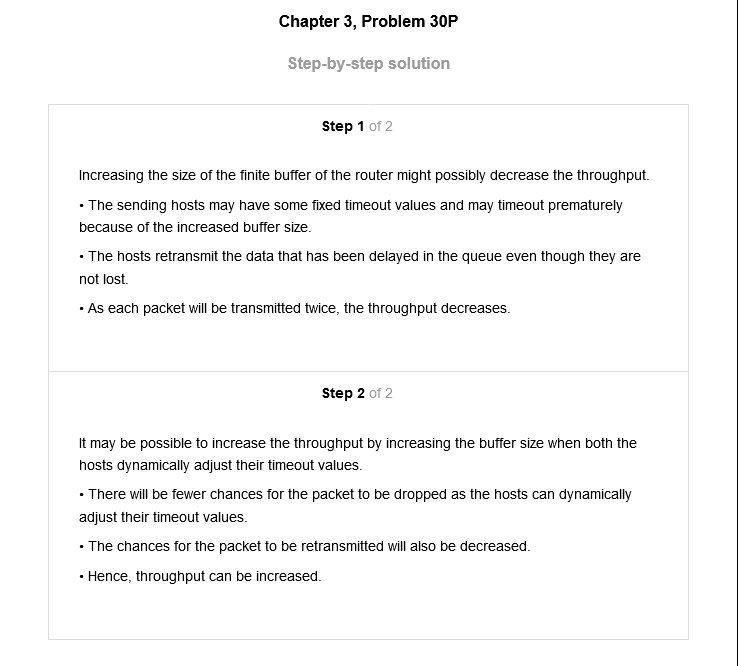 Chapter 3, Problem 30P
Step-by-step solution
Step 1 of 2
Increasing the size of the finite buffer of the router might possibly decrease the throughput.
• The sending hosts may have some fixed timeout values and may timeout prematurely
because of the increased buffer size.
• The hosts retransmit the data that has been delayed in the queue even though they are
not lost.
• As each packet will be transmitted twice, the throughput decreases.
Step 2 of 2
It may be possible to increase the throughput by increasing the buffer size when both the
hosts dynamically adjust their timeout values.
• There will be fewer chances for the packet to be dropped as the hosts can dynamically
adjust their timeout values.
• The chances for the packet to be retransmitted will also be decreased.
• Hence, throughput can be increased.